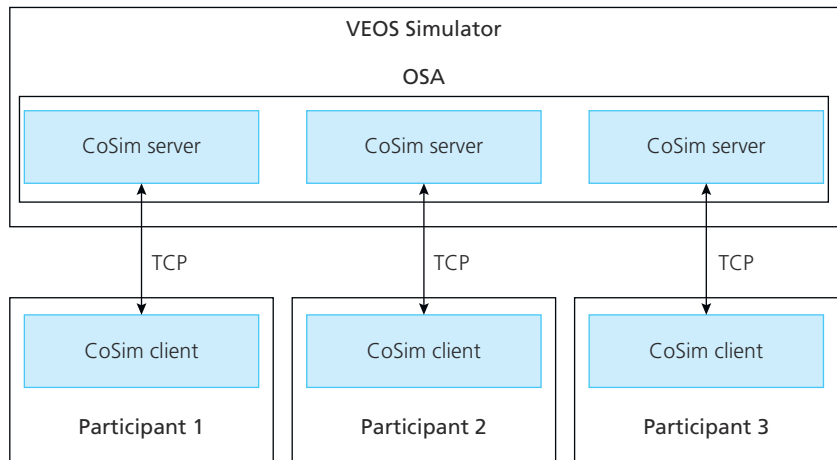 VEOS Simulator
OSA
CoSim server
CoSim server
CoSim server
TCP
TCP
TCP
CoSim client
CoSim client
CoSim client
Participant 1
Participant 2
Participant 3